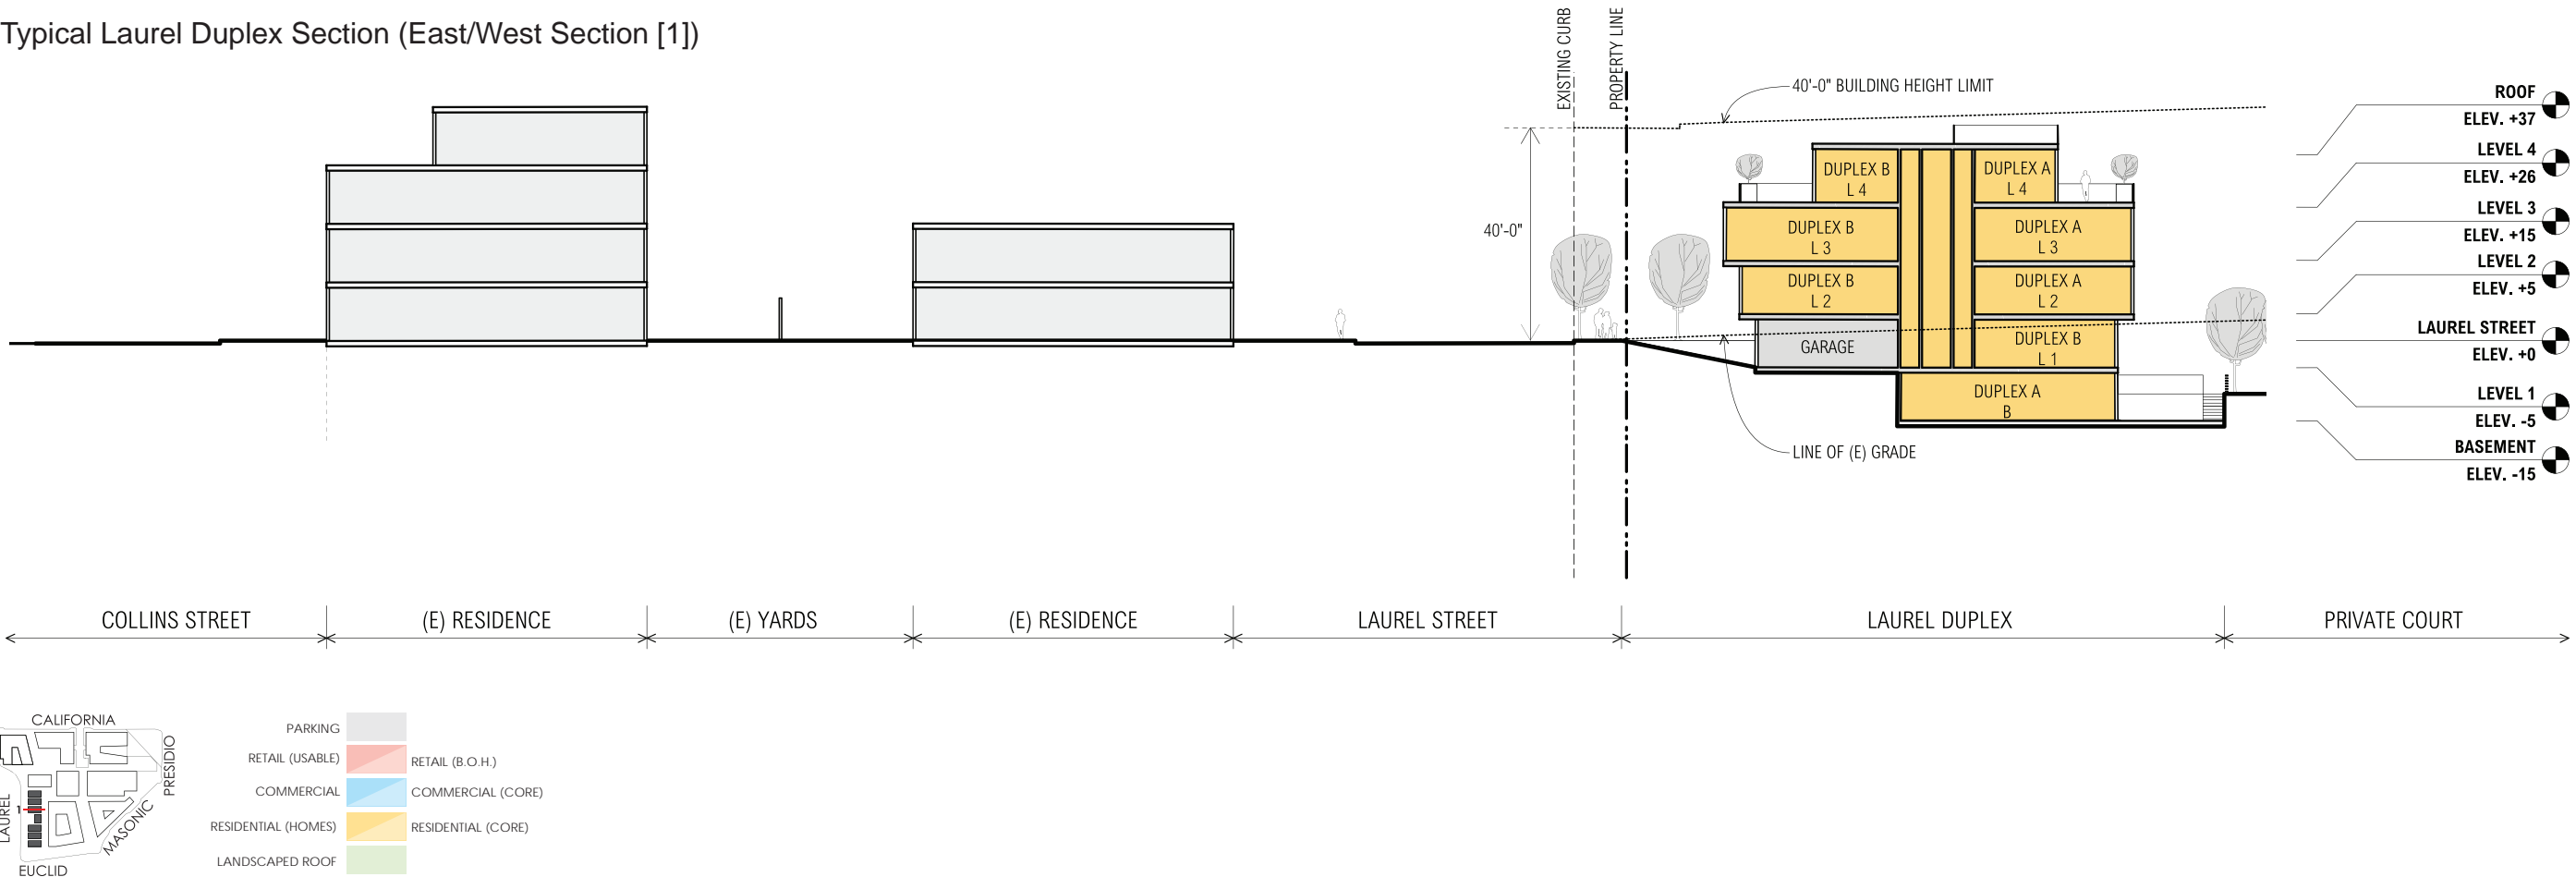 Typical Laurel Duplex Section (East/West Section [1])
EXISTING CURB
PROPERTY LINE
40'-0" BUILDING HEIGHT LIMIT
40'-0"
DUPLEX B
L 4
DUPLEX A
L 4
DUPLEX B
L 3
DUPLEX A
L 3
DUPLEX B
L 2
DUPLEX A
L 2
GARAGE
DUPLEX B
L 1
DUPLEX A
B
LINE OF (E) GRADE
ROOF
ELEV. +37
LEVEL 4
ELEV. +26
LEVEL 3
ELEV. +15
LEVEL 2
ELEV. +5
LAUREL STREET
ELEV. +0
LEVEL 1
ELEV. -5
BASEMENT
ELEV. -15
COLLINS STREET
(E) RESIDENCE
(E) YARDS
(E) RESIDENCE
LAUREL STREET
LAUREL DUPLEX
PRIVATE COURT
CALIFORNIA
PRESIDIO
MASONIC
EUCLID
LAUREL
1
PARKING
RETAIL (USABLE)
RETAIL (B.O.H.)
COMMERCIAL
COMMERCIAL (CORE)
RESIDENTIAL (HOMES)
RESIDENTIAL (CORE)
LANDSCAPED ROOF